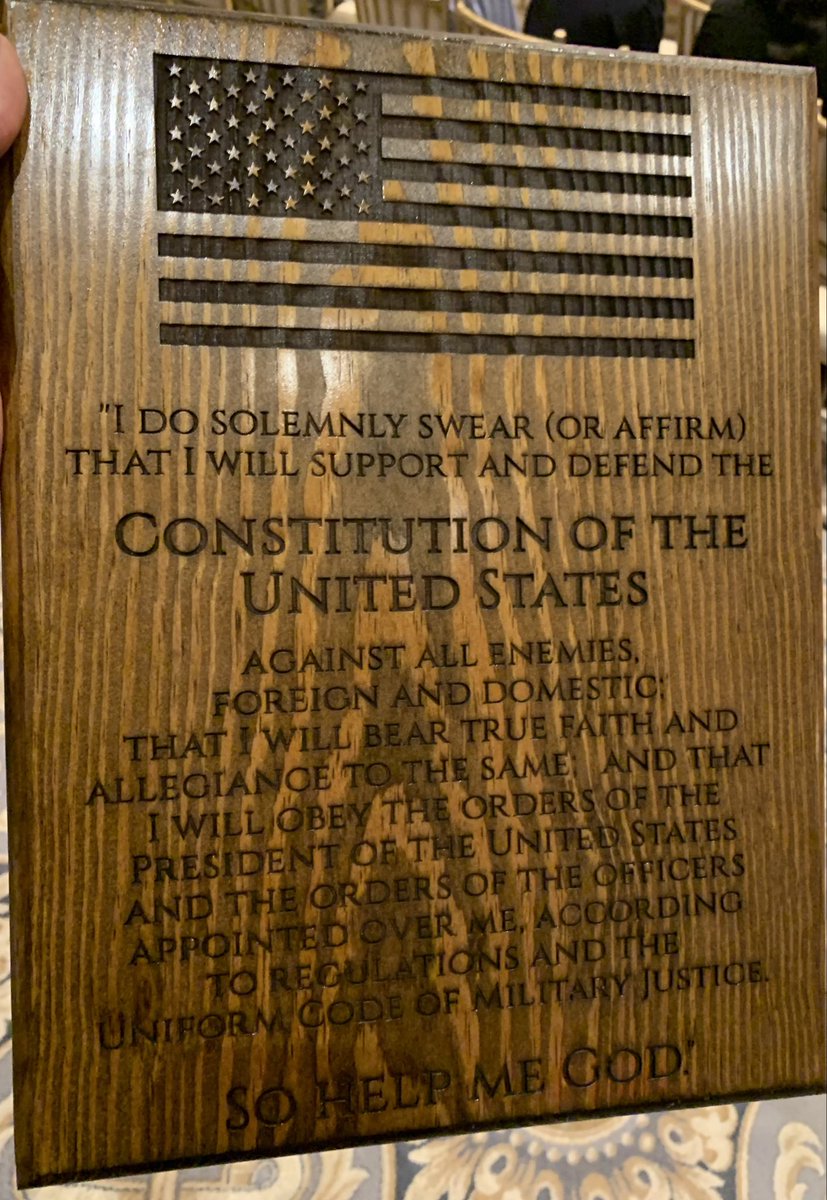 "I DO SOLEMNLY SWEAR (OR AFFIRM)
THAT I WILL SUPPORT AND DEFEND THE
CONSTITUTION OF THE
UNITED STATES
AGAINST ALL ENEMIES,
FOREIGN AND DOMESTIC;
THAT I WILL BEAR TRUE FAITH AND
ALLEGIANCE TO THE SAME; AND THAT
I WILL OBEY THE ORDERS OF THE
PRESIDENT OF THE UNITED STATES
AND THE ORDERS OF THE OFFICERS
APPOINTED OVER ME, ACCORDING
TO REGULATIONS AND THE
UNIFORM CODE OF MILITARY JUSTICE.
SO HELP ME GOD."